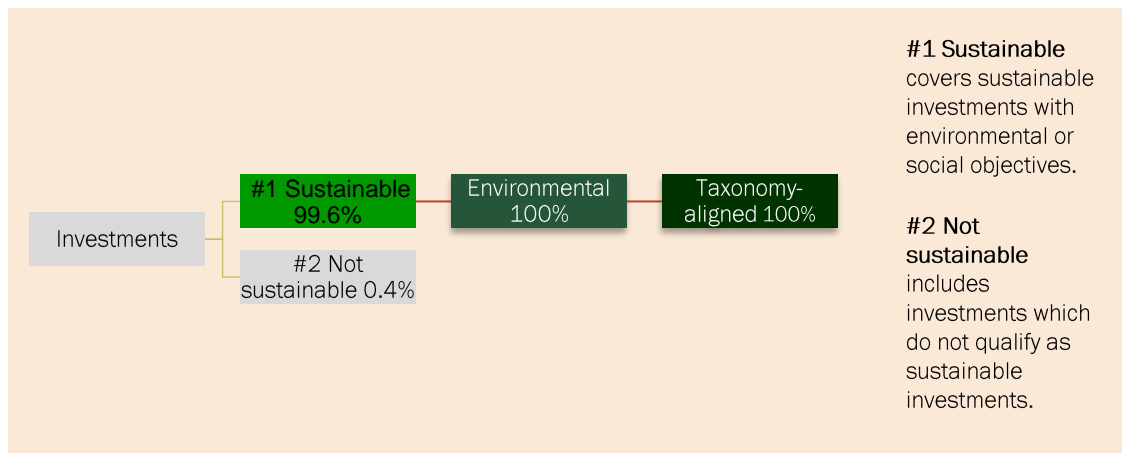 Investments
#1 Sustainable
99.6%
#2 Not
sustainable 0.4%
Environmental
100%
Taxonomy-
aligned 100%
#1 Sustainable
covers sustainable
investments with
environmental or
social objectives.
#2 Not
sustainable
includes
investments which
do not qualify as
sustainable
investments.